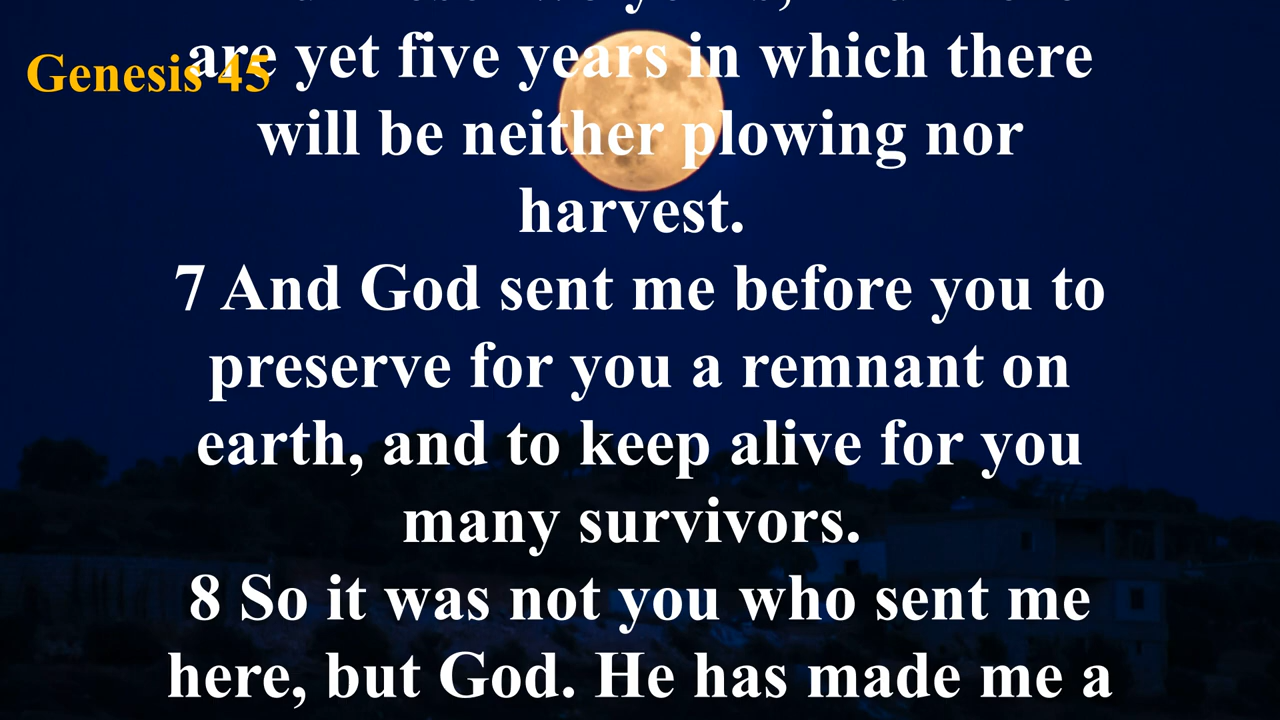 Genesis 45
are yet five years in which there
will be neither plowing nor
harvest.
7 And God sent me before you to
preserve for you a remnant on
earth, and to keep alive for you
many survivors.
8 So it was not you who sent me
here, but God. He has made me a